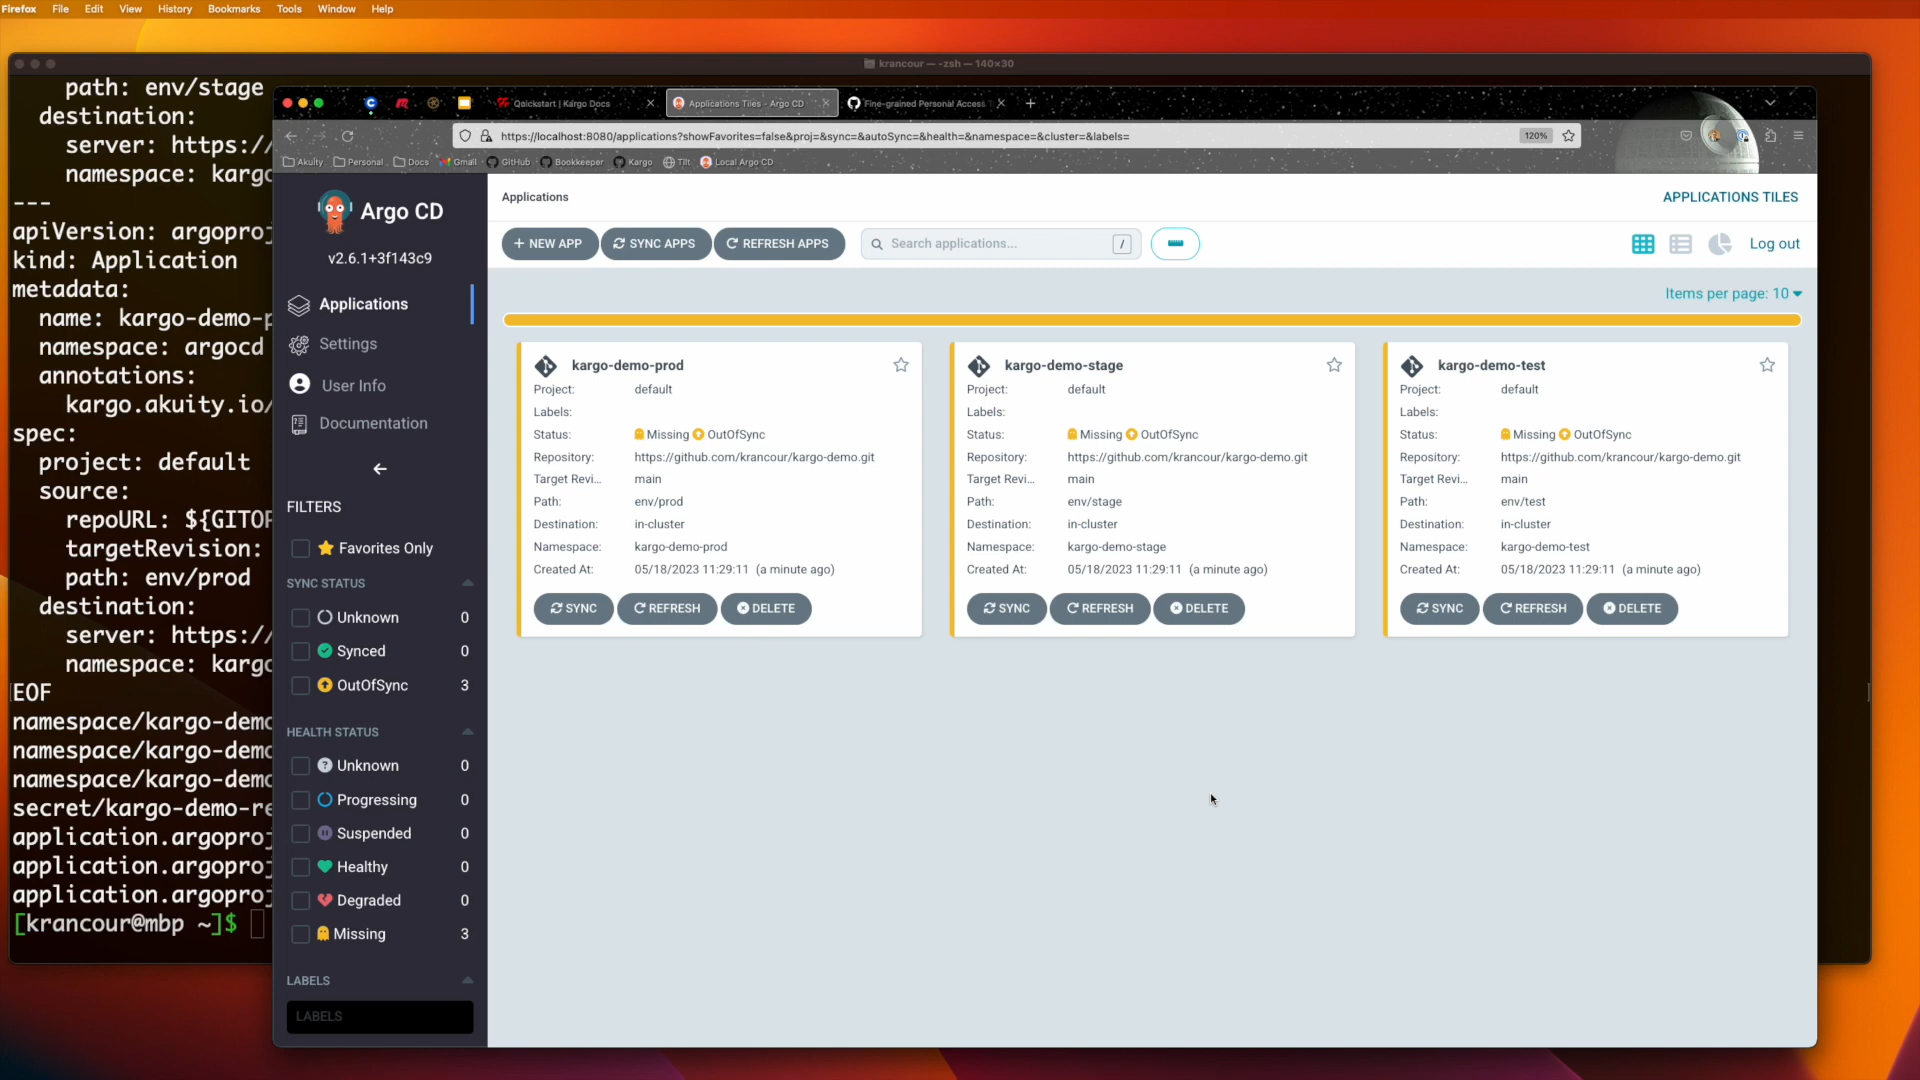 Firefox File Edit View History Bookmarks Tools Window Help
krancour — -zsh — 140×30
path: env/stage
destination:
server: https:/
namespace: kargo
---
apiVersion: argoproj
kind: Application
metadata:
name: kargo-demo-p
namespace: argocd
annotations:
kargo.akuity.io/
spec:
project: default
source:
repoURL: ${GITOP
targetRevision:
path: env/prod
destination:
server: https:/
namespace: kargo
EOF
namespace/kargo-demo
namespace/kargo-demo
namespace/kargo-demo
secret/kargo-demo-re
application.argoproj
application.argoproj
application.argoproj
[krancour@mbp ~]$
Quickstart | Kargo Docs
Applications Tiles - Argo CD
Fine-grained Personal Access
https://localhost:8080/applications?showFavorites=false&proj=&sync=&autoSync=&health=&namespace=&cluster=&labels=
120%
Akuity Personal Docs Gmail GitHub Bookkeeper Kargo Tilt Local Argo CD
Argo CD
v2.6.1+3f143c9
Applications
Settings
User Info
Documentation
FILTERS
Favorites Only
SYNC STATUS
Unknown 0
Synced 0
OutOfSync 3
HEALTH STATUS
Unknown 0
Progressing 0
Suspended 0
Healthy 0
Degraded 0
Missing 3
LABELS
LABELS
Applications
APPLICATIONS TILES
+ NEW APP SYNC APPS REFRESH APPS Search applications... /
Log out
Items per page: 10
kargo-demo-prod
Project: default
Labels:
Status: Missing OutOfSync
Repository: https://github.com/krancour/kargo-demo.git
Target Revi... main
Path: env/prod
Destination: in-cluster
Namespace: kargo-demo-prod
Created At: 05/18/2023 11:29:11 (a minute ago)
SYNC REFRESH DELETE
kargo-demo-stage
Project: default
Labels:
Status: Missing OutOfSync
Repository: https://github.com/krancour/kargo-demo.git
Target Revi... main
Path: env/stage
Destination: in-cluster
Namespace: kargo-demo-stage
Created At: 05/18/2023 11:29:11 (a minute ago)
SYNC REFRESH DELETE
kargo-demo-test
Project: default
Labels:
Status: Missing OutOfSync
Repository: https://github.com/krancour/kargo-demo.git
Target Revi... main
Path: env/test
Destination: in-cluster
Namespace: kargo-demo-test
Created At: 05/18/2023 11:29:11 (a minute ago)
SYNC REFRESH DELETE